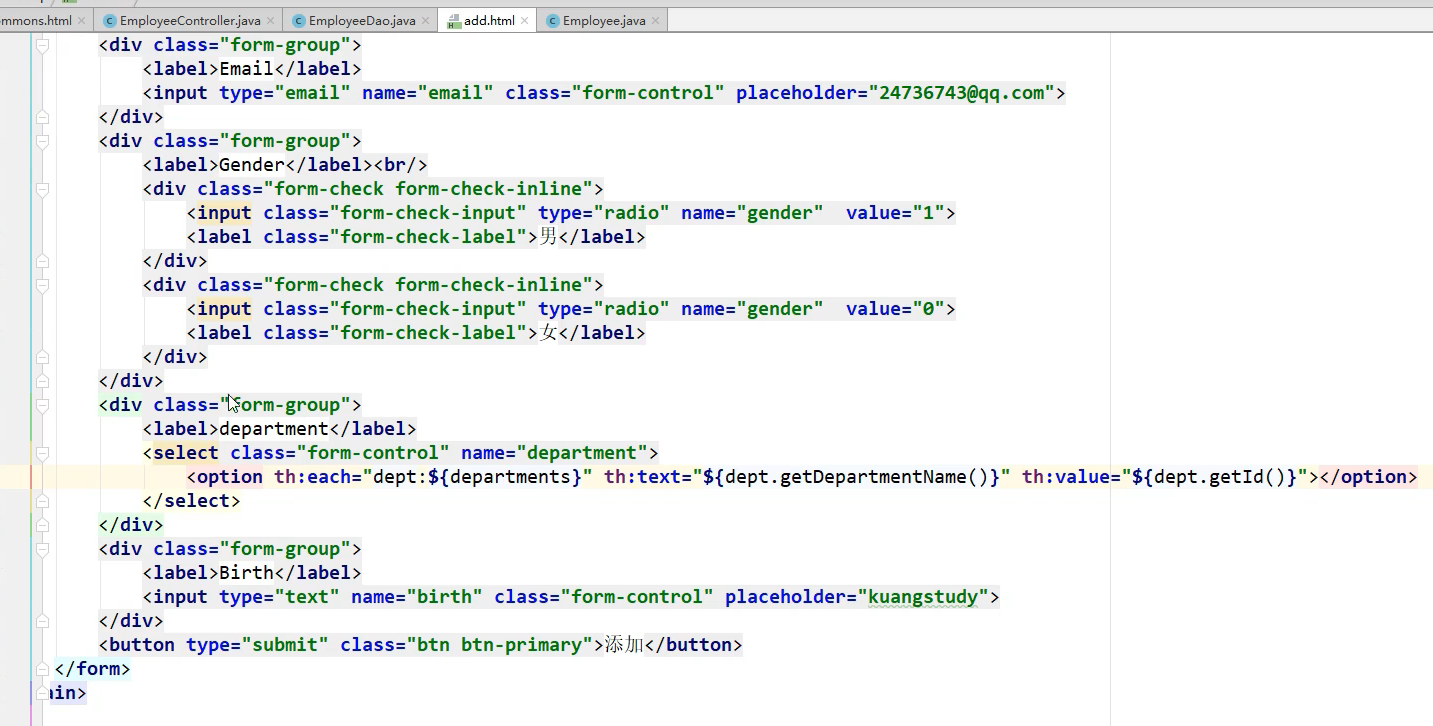 mmons.html EmployeeController.java EmployeeDao.java add.html Employee.java
<div class="form-group">
<label>Email</label>
<input type="email" name="email" class="form-control" placeholder="24736743@qq.com">
</div>
<div class="form-group">
<label>Gender</label><br/>
<div class="form-check form-check-inline">
<input class="form-check-input" type="radio" name="gender"  value="1">
<label class="form-check-label">男</label>
</div>
<div class="form-check form-check-inline">
<input class="form-check-input" type="radio" name="gender"  value="0">
<label class="form-check-label">女</label>
</div>
</div>
<div class="form-group">
<label>department</label>
<select class="form-control" name="department">
<option th:each="dept:${departments}" th:text="${dept.getDepartmentName()}" th:value="${dept.getId()}"></option>
</select>
</div>
<div class="form-group">
<label>Birth</label>
<input type="text" name="birth" class="form-control" placeholder="kuangstudy">
</div>
<button type="submit" class="btn btn-primary">添加</button>
</form>
ain>